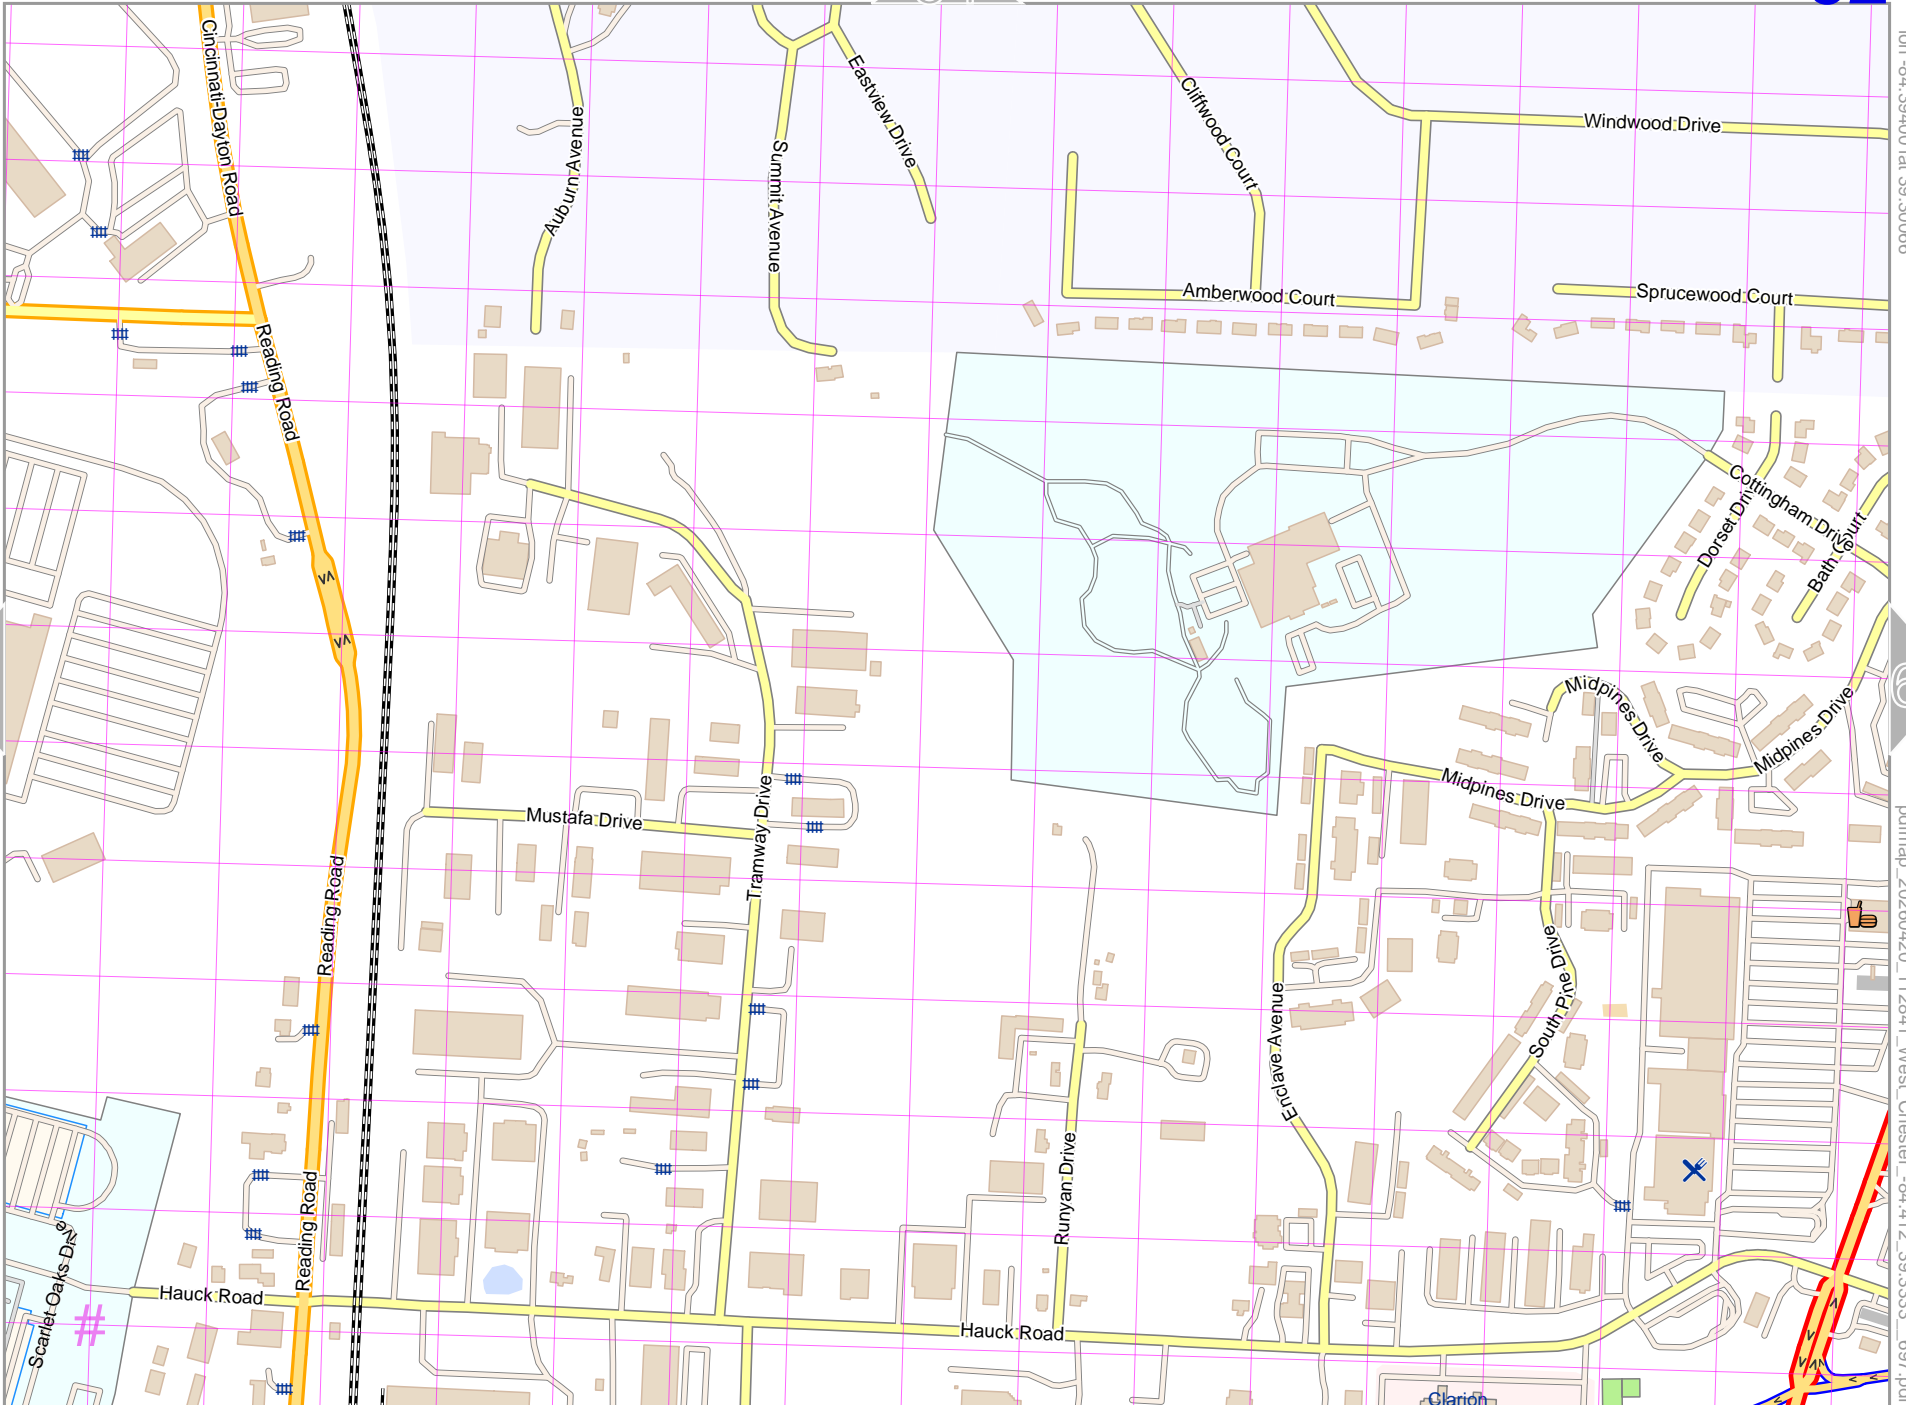 Cincinnati-Dayton Road
Auburn Avenue
Summit Avenue
Eastview Drive
Cliffwood Court
Windwood Drive
Amberwood Court
Sprucewood Court
Reading Road
Cottingham Drive
Dorset Drive
Bath Court
Midpines Drive
Midpines Drive
Midpines Drive
Mustafa Drive
Tramway Drive
Reading Road
South Pine Drive
Enclave Avenue
Runyan Drive
Reading Road
Scarlet Oaks Drive
#
Hauck Road
Hauck Road
Clarion